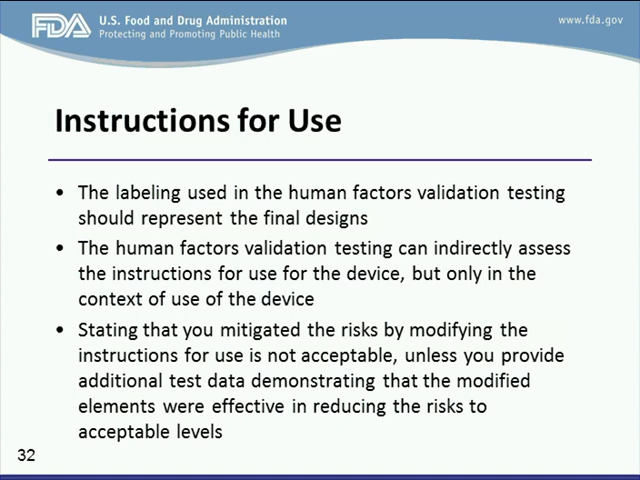 FDA U.S. Food and Drug Administration
Protecting and Promoting Public Health
www.fda.gov
Instructions for Use
• The labeling used in the human factors validation testing
should represent the final designs
• The human factors validation testing can indirectly assess
the instructions for use for the device, but only in the
context of use of the device
• Stating that you mitigated the risks by modifying the
instructions for use is not acceptable, unless you provide
additional test data demonstrating that the modified
elements were effective in reducing the risks to
acceptable levels
32